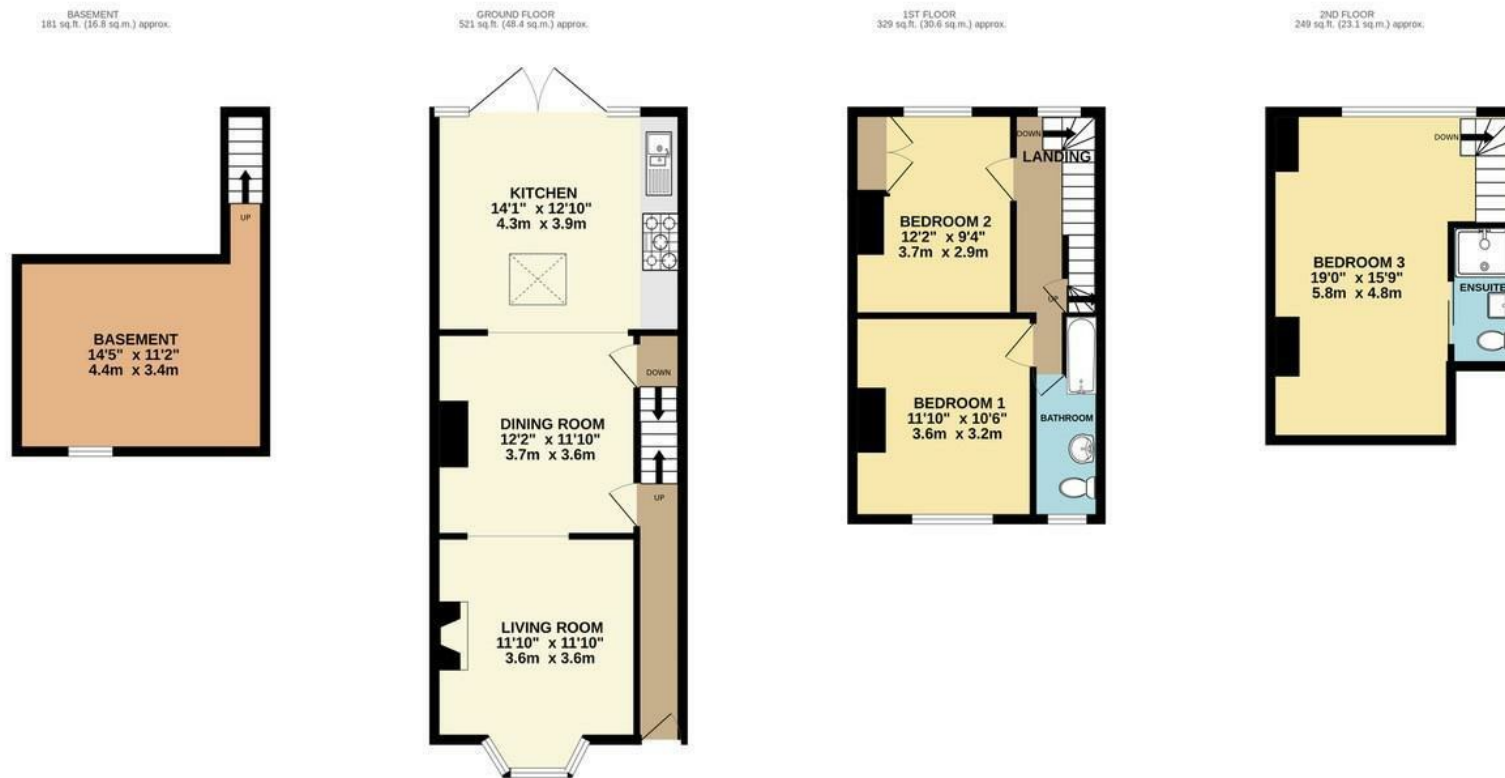 BASEMENT
181 sq.ft. (16.8 sq.m.) approx.
GROUND FLOOR
521 sq.ft. (48.4 sq.m.) approx.
1ST FLOOR
329 sq.ft. (30.6 sq.m.) approx.
2ND FLOOR
249 sq.ft. (23.1 sq.m.) approx.
UP
BASEMENT
14'5" x 11'2"
4.4m x 3.4m
KITCHEN
14'1" x 12'10"
4.3m x 3.9m
DOWN
DINING ROOM
12'2" x 11'10"
3.7m x 3.6m
UP
LIVING ROOM
11'10" x 11'10"
3.6m x 3.6m
DOWN
LANDING
BEDROOM 2
12'2" x 9'4"
3.7m x 2.9m
UP
BEDROOM 1
11'10" x 10'6"
3.6m x 3.2m
BATHROOM
DOWN
BEDROOM 3
19'0" x 15'9"
5.8m x 4.8m
ENSUITE